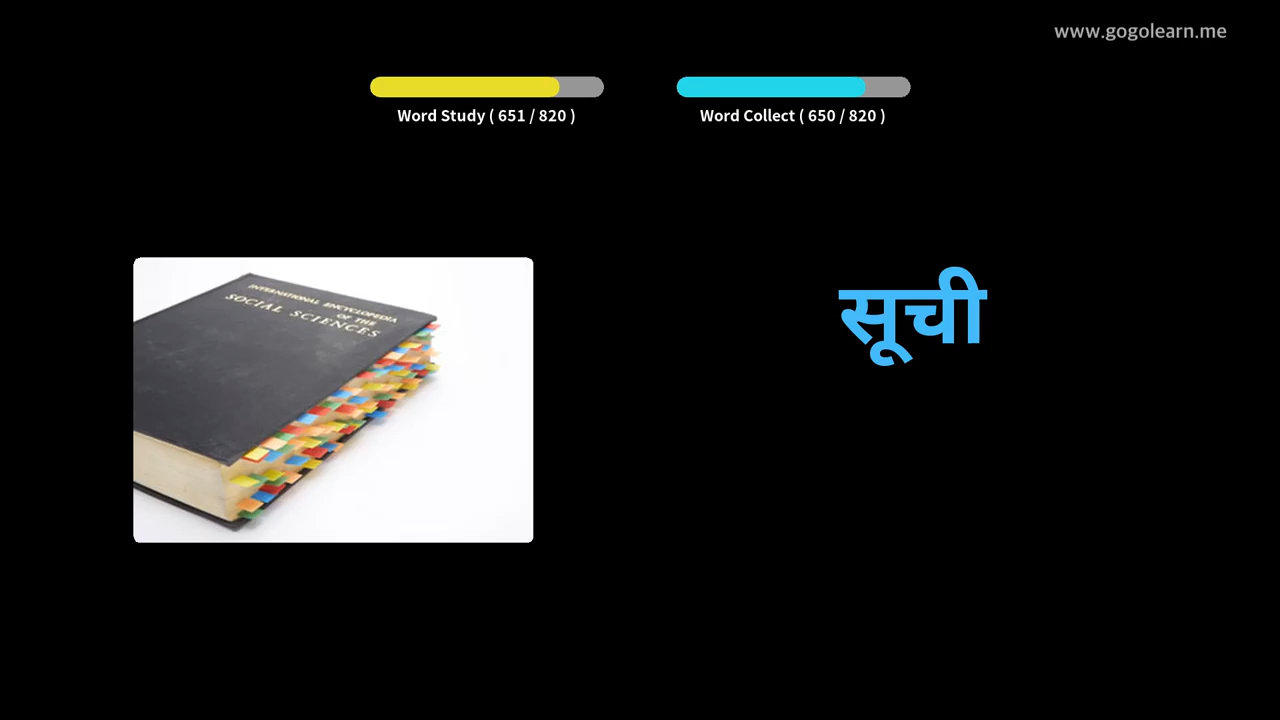 www.gogolearn.me
Word Study ( 651 / 820 )
Word Collect ( 650 / 820 )
INTERNATIONAL ENCYCLOPEDIA
OF THE
SOCIAL SCIENCES
सूची